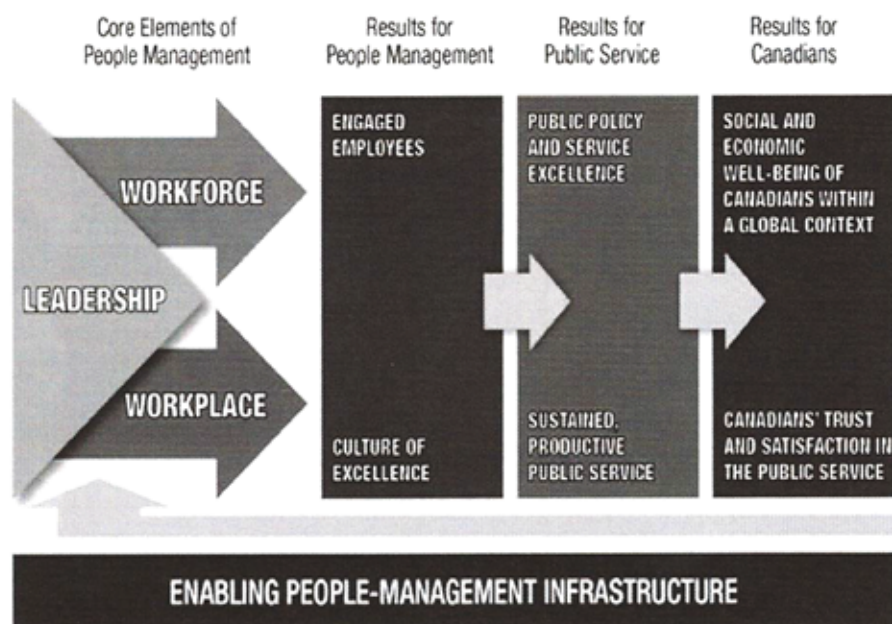 Core Elements of
People Management
Results for
People Management
Results for
Public Service
Results for
Canadians
LEADERSHIP
WORKFORCE
WORKPLACE
ENGAGED
EMPLOYEES
CULTURE OF
EXCELLENCE
PUBLIC POLICY
AND SERVICE
EXCELLENCE
SUSTAINED,
PRODUCTIVE
PUBLIC SERVICE
SOCIAL AND
ECONOMIC
WELL-BEING OF
CANADIANS WITHIN
A GLOBAL CONTEXT
CANADIANS' TRUST
AND SATISFACTION IN
THE PUBLIC SERVICE
ENABLING PEOPLE-MANAGEMENT INFRASTRUCTURE